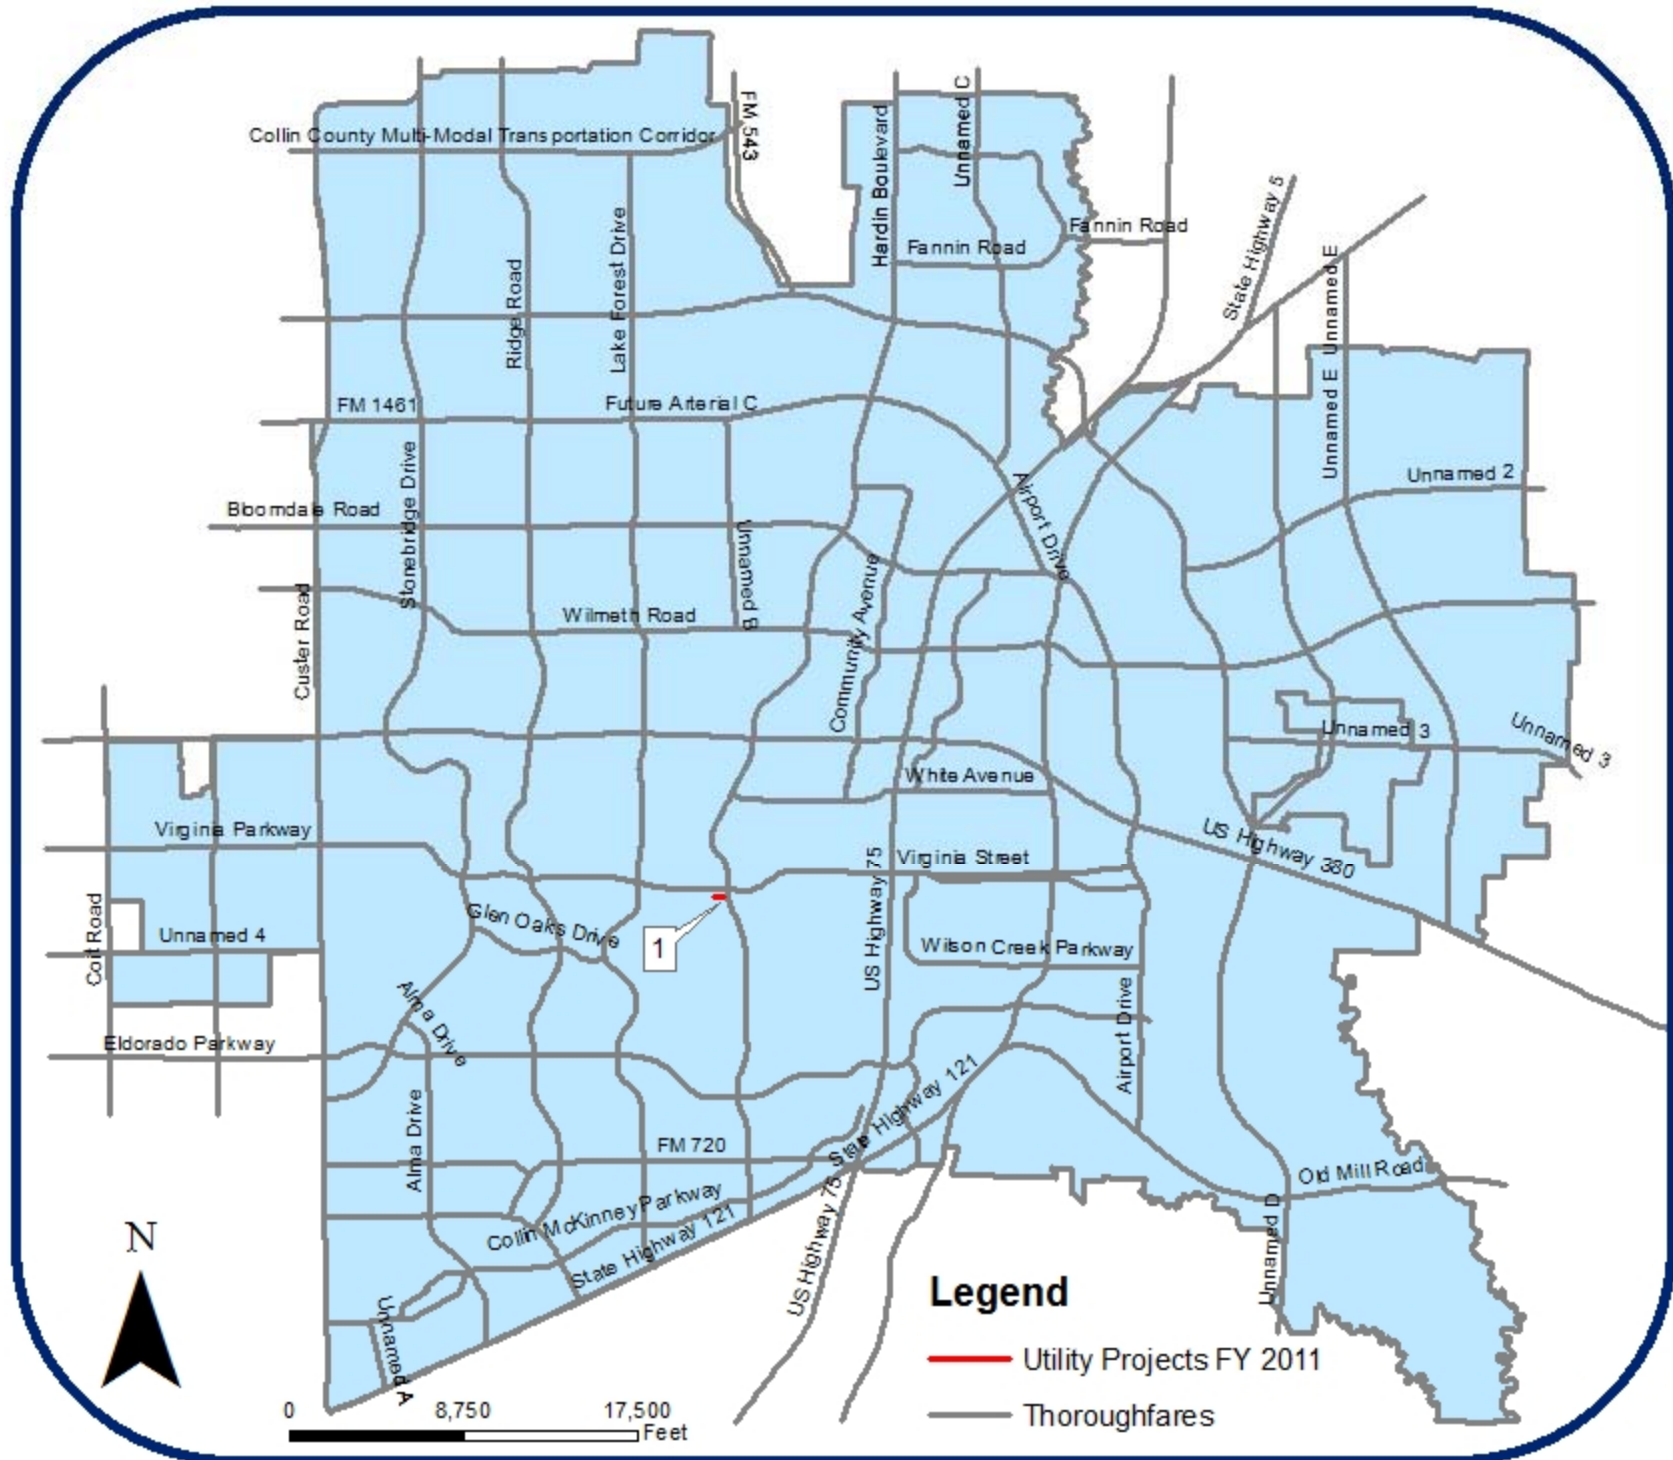 Collin County Multi-Modal Transportation Corridor
FM 543
Hardin Boulevard
Unnamed C
Fannin Road
Fannin Road
State Highway 5
Unnamed E
Unnamed E
Ridge Road
Lake Forest Drive
FM 1461
Future Arterial C
Stonebridge Drive
Airport Drive
Unnamed 2
Bloomdale Road
Unnamed B
Community Avenue
Custer Road
Wilmeth Road
Unnamed 3
Unnamed 3
White Avenue
Virginia Parkway
US Highway 75
Virginia Street
US Highway 380
Coit Road
Glen Oaks Drive
Unnamed 4
1
Wilson Creek Parkway
Alma Drive
Airport Drive
Eldorado Parkway
Alma Drive
State Highway 121
FM 720
Old Mill Road
Collin McKinney Parkway
State Highway 121
US Highway 75
Unnamed D
Unnamed A
N
0 8,750 17,500
Feet
Legend
Utility Projects FY 2011
Thoroughfares